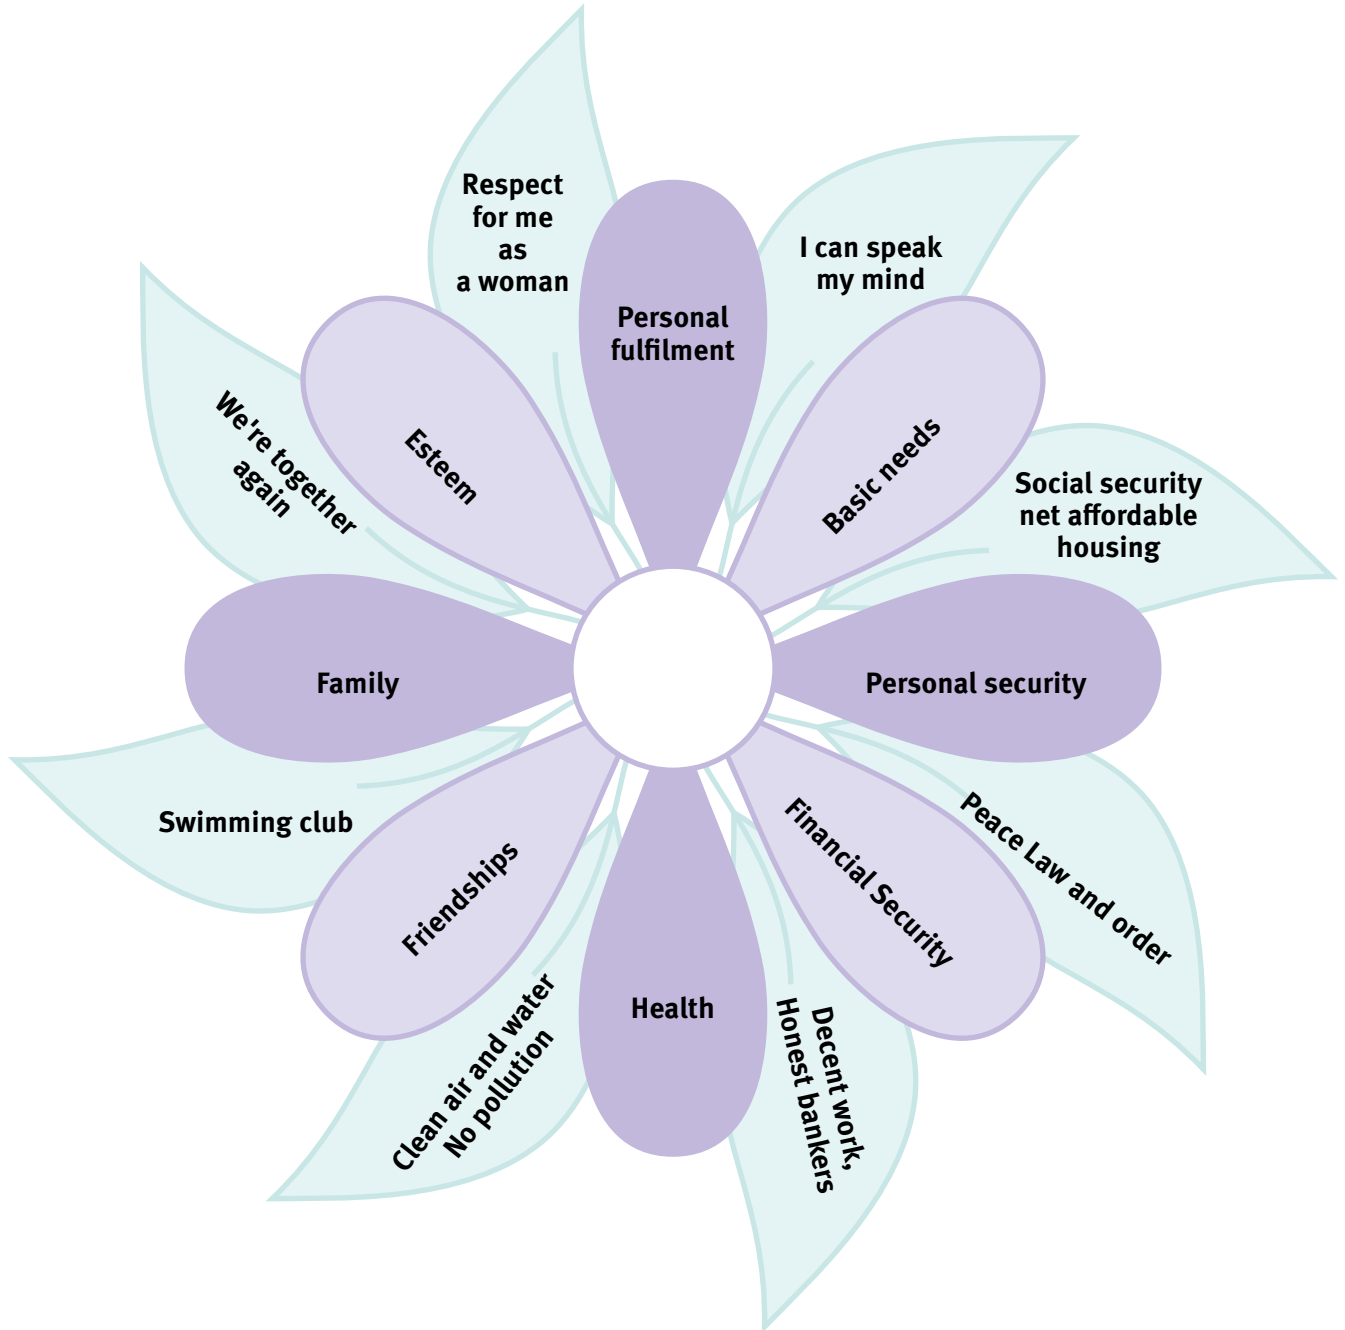 Respect
for me
as
a woman
Personal
fulfilment
I can speak
my mind
Basic needs
Social security
net affordable
housing
Personal security
Peace Law and order
Financial Security
Decent work,
Honest bankers
Health
Clean air and water
No pollution
Friendships
Swimming club
Family
We're together
again
Esteem